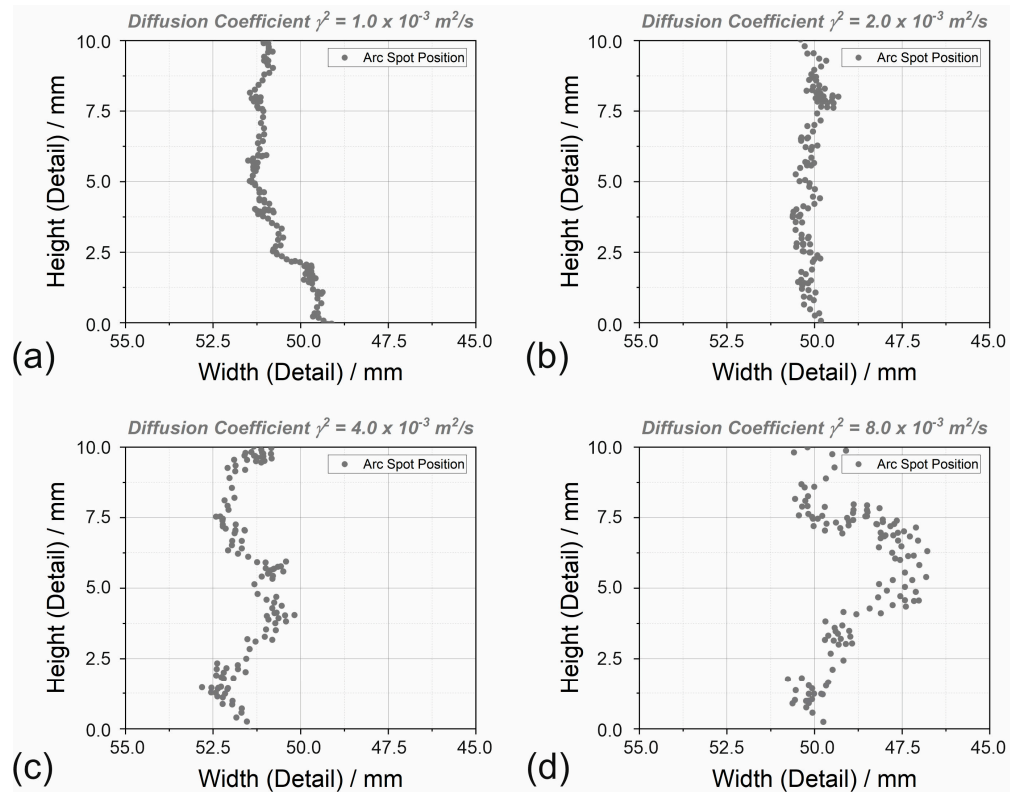 Diffusion Coefficient γ² = 1.0 x 10⁻³ m²/s
Arc Spot Position
10.0
7.5
5.0
2.5
0.0
Height (Detail) / mm
55.0 52.5 50.0 47.5 45.0
Width (Detail) / mm
(a)
Diffusion Coefficient γ² = 2.0 x 10⁻³ m²/s
Arc Spot Position
10.0
7.5
5.0
2.5
0.0
Height (Detail) / mm
55.0 52.5 50.0 47.5 45.0
Width (Detail) / mm
(b)
Diffusion Coefficient γ² = 4.0 x 10⁻³ m²/s
Arc Spot Position
10.0
7.5
5.0
2.5
0.0
Height (Detail) / mm
55.0 52.5 50.0 47.5 45.0
Width (Detail) / mm
(c)
Diffusion Coefficient γ² = 8.0 x 10⁻³ m²/s
Arc Spot Position
10.0
7.5
5.0
2.5
0.0
Height (Detail) / mm
55.0 52.5 50.0 47.5 45.0
Width (Detail) / mm
(d)